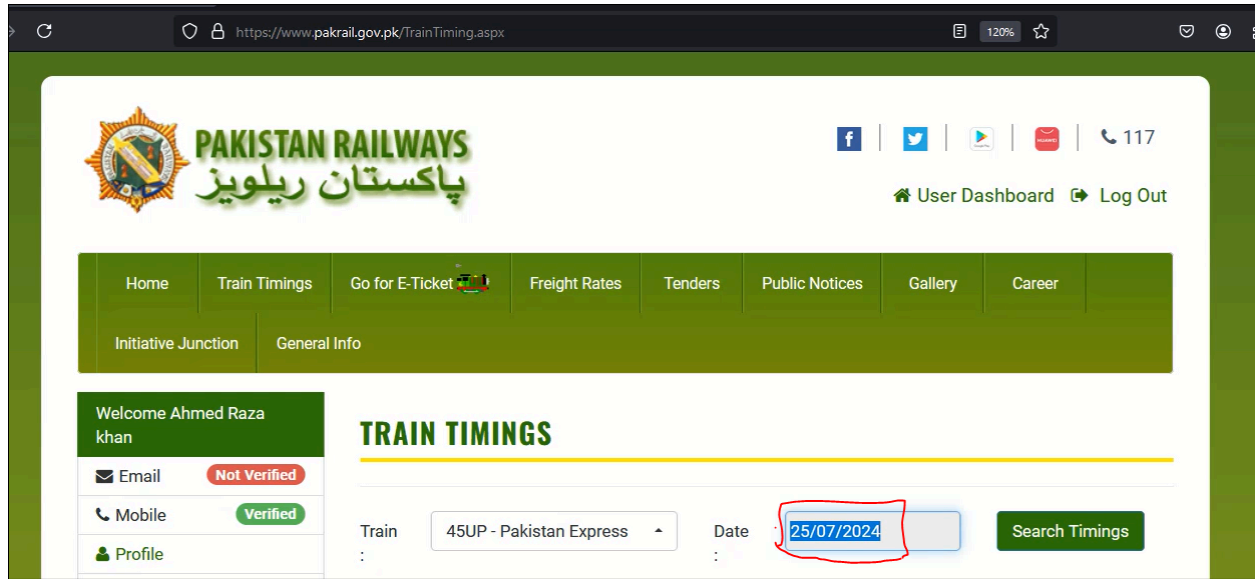 https://www.pakrail.gov.pk/TrainTiming.aspx 120%
PAKISTAN RAILWAYS
پاکستان ریلویز
117
User Dashboard Log Out
Home Train Timings Go for E-Ticket Freight Rates Tenders Public Notices Gallery Career
Initiative Junction General Info
Welcome Ahmed Raza
khan
Email Not Verified
Mobile Verified
Profile
TRAIN TIMINGS
Train
:
45UP - Pakistan Express
Date
:
25/07/2024
Search Timings